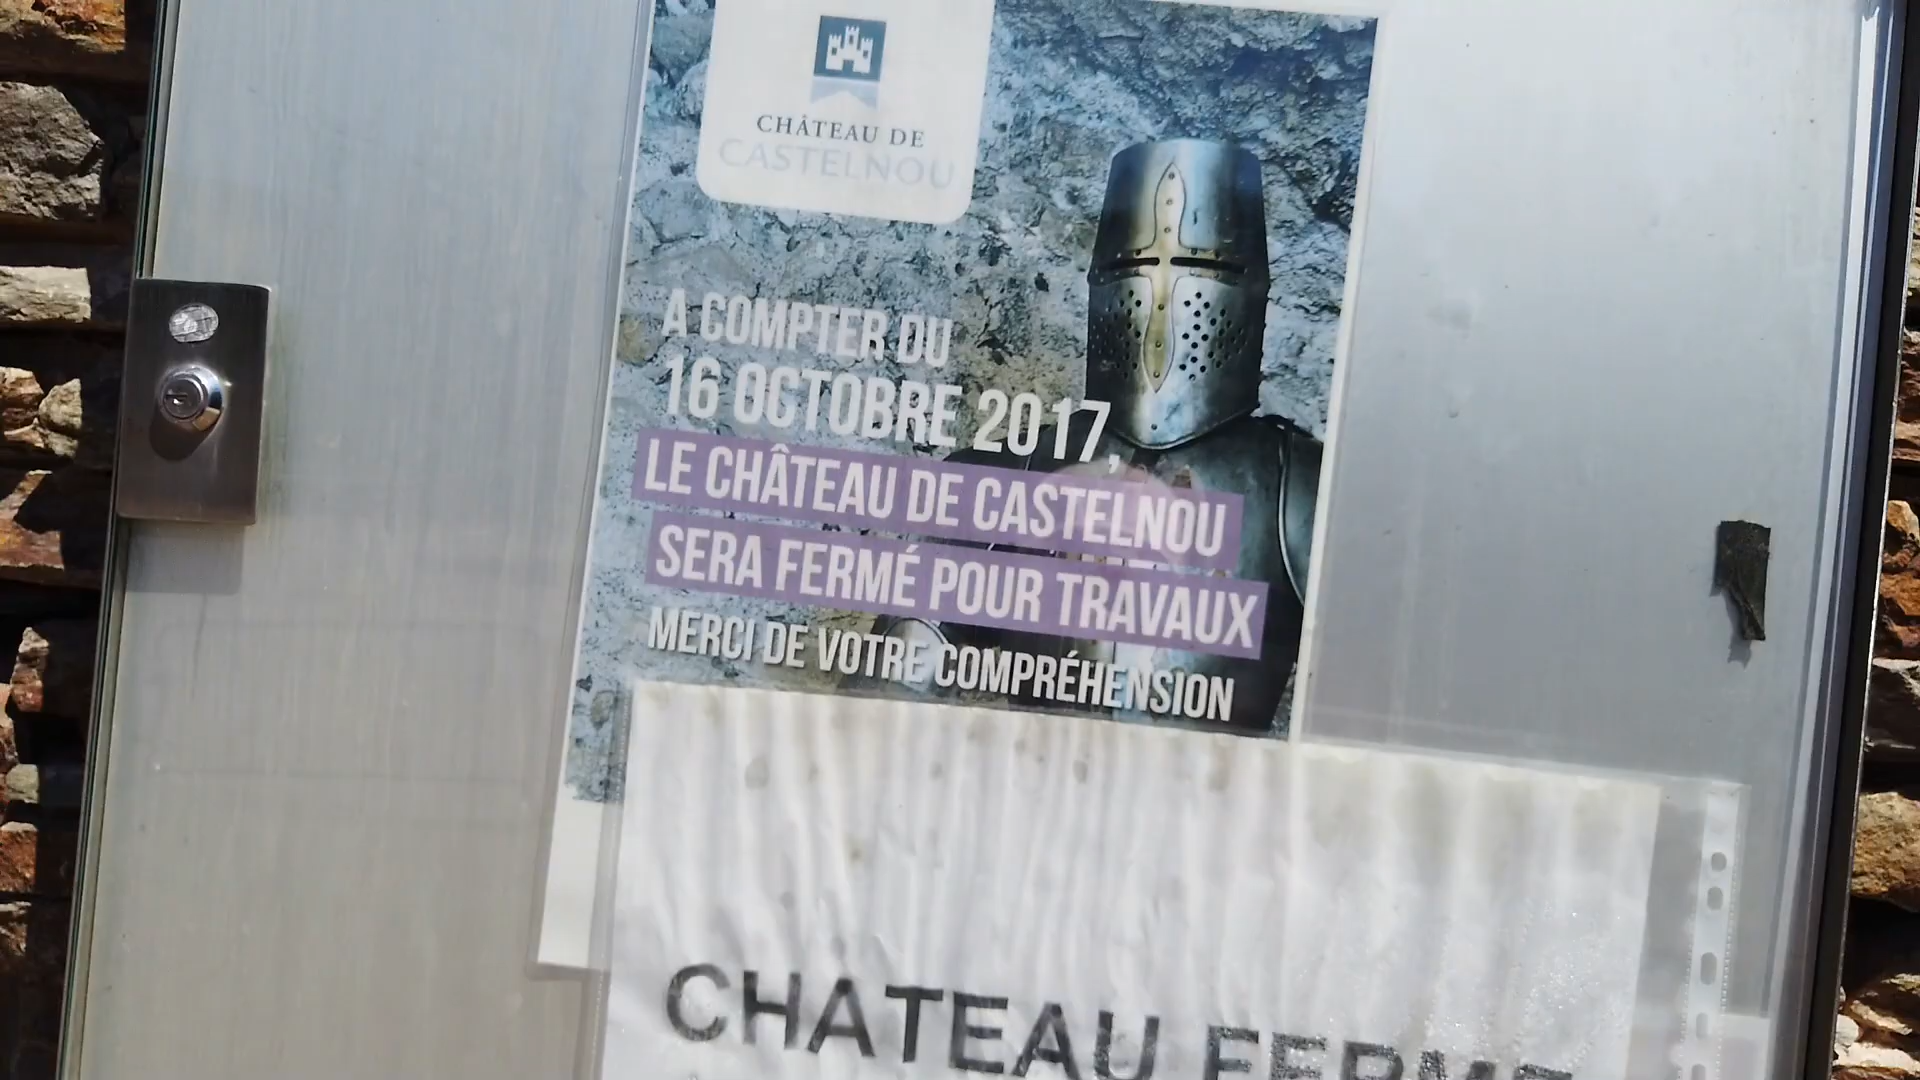 CHÂTEAU DE
CASTELNOU
A COMPTER DU
16 OCTOBRE 2017,
LE CHÂTEAU DE CASTELNOU
SERA FERMÉ POUR TRAVAUX
MERCI DE VOTRE COMPRÉHENSION
CHATEAU FERME